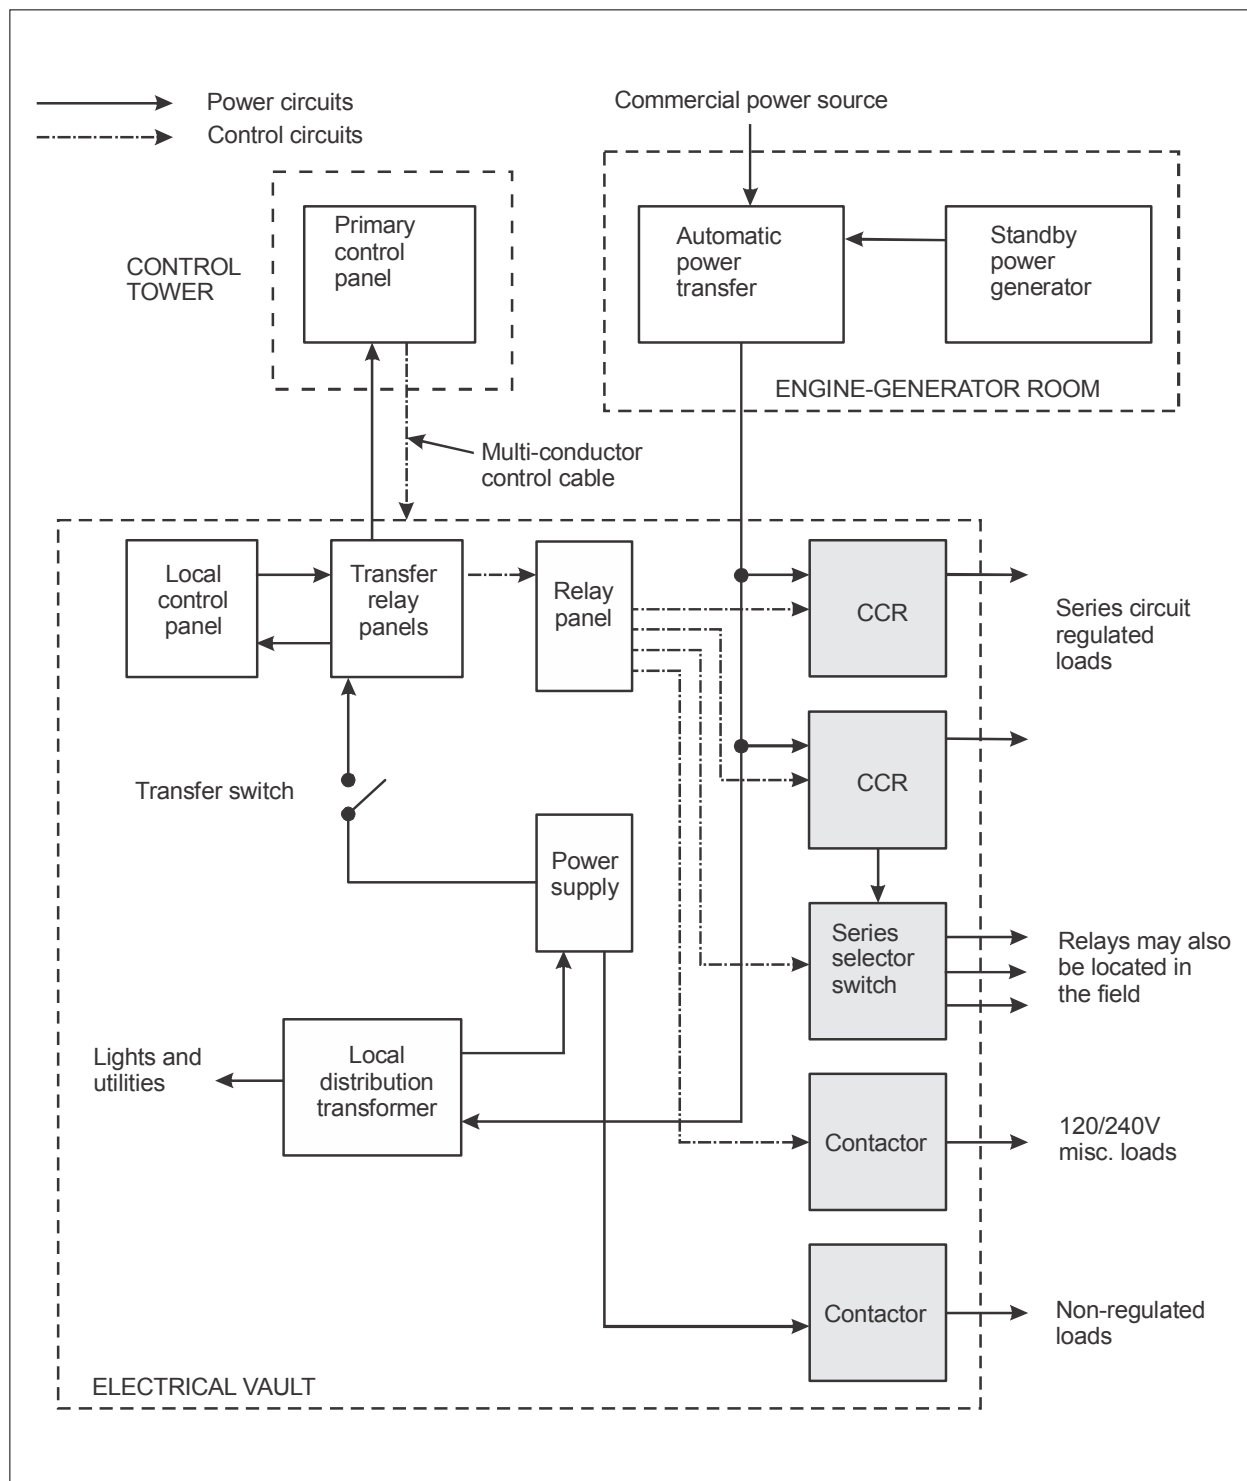 Power circuits
Control circuits
Commercial power source
Primary
control
panel
CONTROL
TOWER
Automatic
power
transfer
Standby
power
generator
ENGINE-GENERATOR ROOM
Multi-conductor
control cable
Local
control
panel
Transfer
relay
panels
Relay
panel
CCR
Series circuit
regulated
loads
CCR
Transfer switch
Power
supply
Series
selector
switch
Relays may also
be located in
the field
Lights and
utilities
Local
distribution
transformer
Contactor
120/240V
misc. loads
Contactor
Non-regulated
loads
ELECTRICAL VAULT